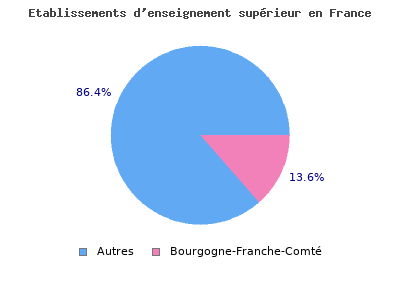 Etablissements d’enseignement supérieur en France
86.4%
13.6%
Autres
Bourgogne-Franche-Comté